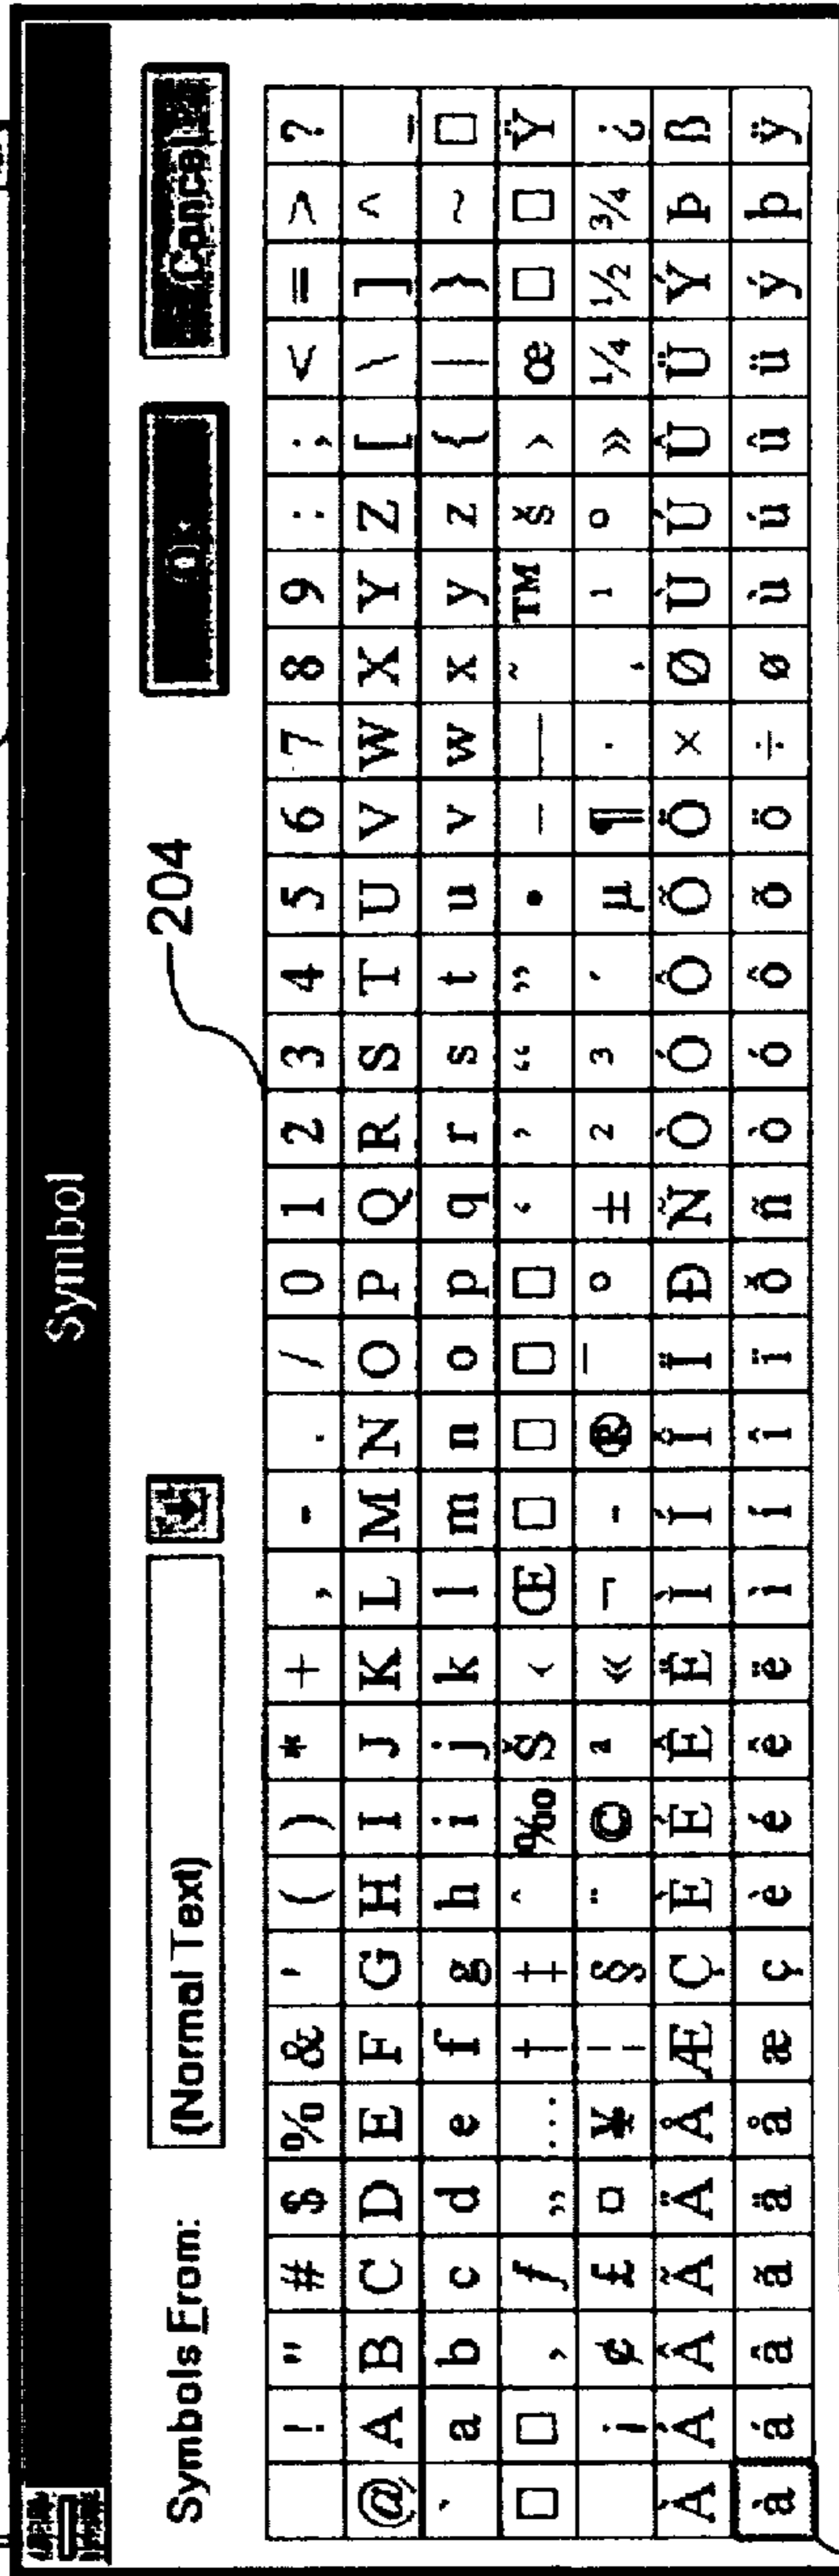 Symbol
Symbols From: (Normal Text) Ok Cancel
204
! " # $ % & ' ( ) * + , - . / 0 1 2 3 4 5 6 7 8 9 : ; < = > ?
@ A B C D E F G H I J K L M N O P Q R S T U V W X Y Z [ \ ] ^ _
` a b c d e f g h i j k l m n o p q r s t u v w x y z { | } ~ □
□ □ ‚ ƒ „ … † ‡ ˆ ‰ Š ‹ Œ □ □ □ □ ‘ ’ “ ” • – — ˜ ™ š › œ □ □ Ÿ
¡ ¢ £ ¤ ¥ ¦ § ¨ © ª « ¬ - ® ¯ ° ± ² ³ ´ µ ¶ · ¸ ¹ º » ¼ ½ ¾ ¿
À Á Â Ã Ä Å Æ Ç È É Ê Ë Ì Í Î Ï Ð Ñ Ò Ó Ô Õ Ö × Ø Ù Ú Û Ü Ý Þ ß
à á â ã ä å æ ç è é ê ë ì í î ï ð ñ ò ó ô õ ö ÷ ø ù ú û ü ý þ ÿ